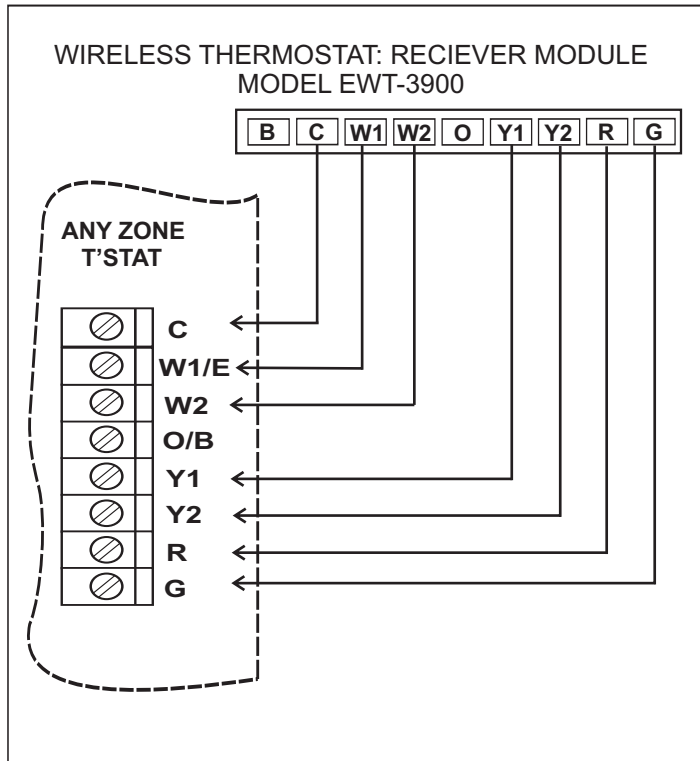 WIRELESS THERMOSTAT: RECIEVER MODULE
MODEL EWT-3900
B C W1 W2 O Y1 Y2 R G
ANY ZONE
T’STAT
C
W1/E
W2
O/B
Y1
Y2
R
G